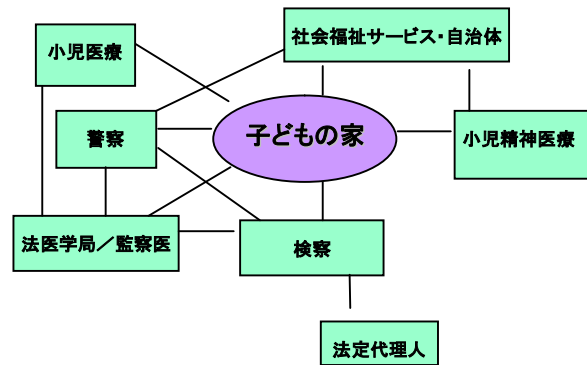 社会福祉サービス・自治体
小児医療
子どもの家
警察
小児精神医療
法医学局／監察医
検察
法定代理人